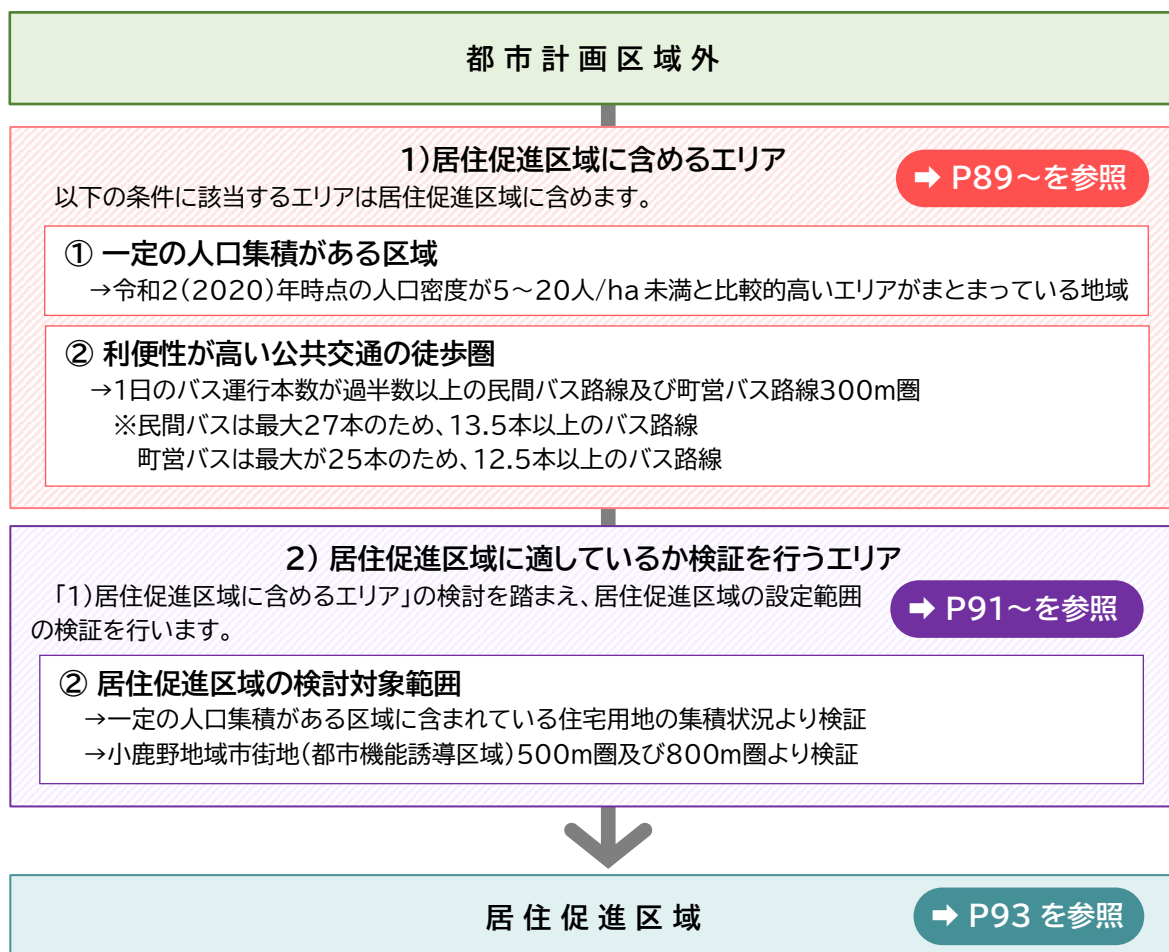 都市計画区域外
1)居住促進区域に含めるエリア
➡ P89~を参照
以下の条件に該当するエリアは居住促進区域に含めます。
① 一定の人口集積がある区域
→令和2(2020)年時点の人口密度が5~20人/ha未満と比較的高いエリアがまとまっている地域
② 利便性が高い公共交通の徒歩圏
→1日のバス運行本数が過半数以上の民間バス路線及び町営バス路線300m圏
※民間バスは最大27本のため、13.5本以上のバス路線
町営バスは最大が25本のため、12.5本以上のバス路線
2) 居住促進区域に適しているか検証を行うエリア
「1)居住促進区域に含めるエリア」の検討を踏まえ、居住促進区域の設定範囲
の検証を行います。
➡ P91~を参照
② 居住促進区域の検討対象範囲
→一定の人口集積がある区域に含まれている住宅用地の集積状況より検証
→小鹿野地域市街地(都市機能誘導区域)500m圏及び800m圏より検証
居住促進区域
➡ P93 を参照